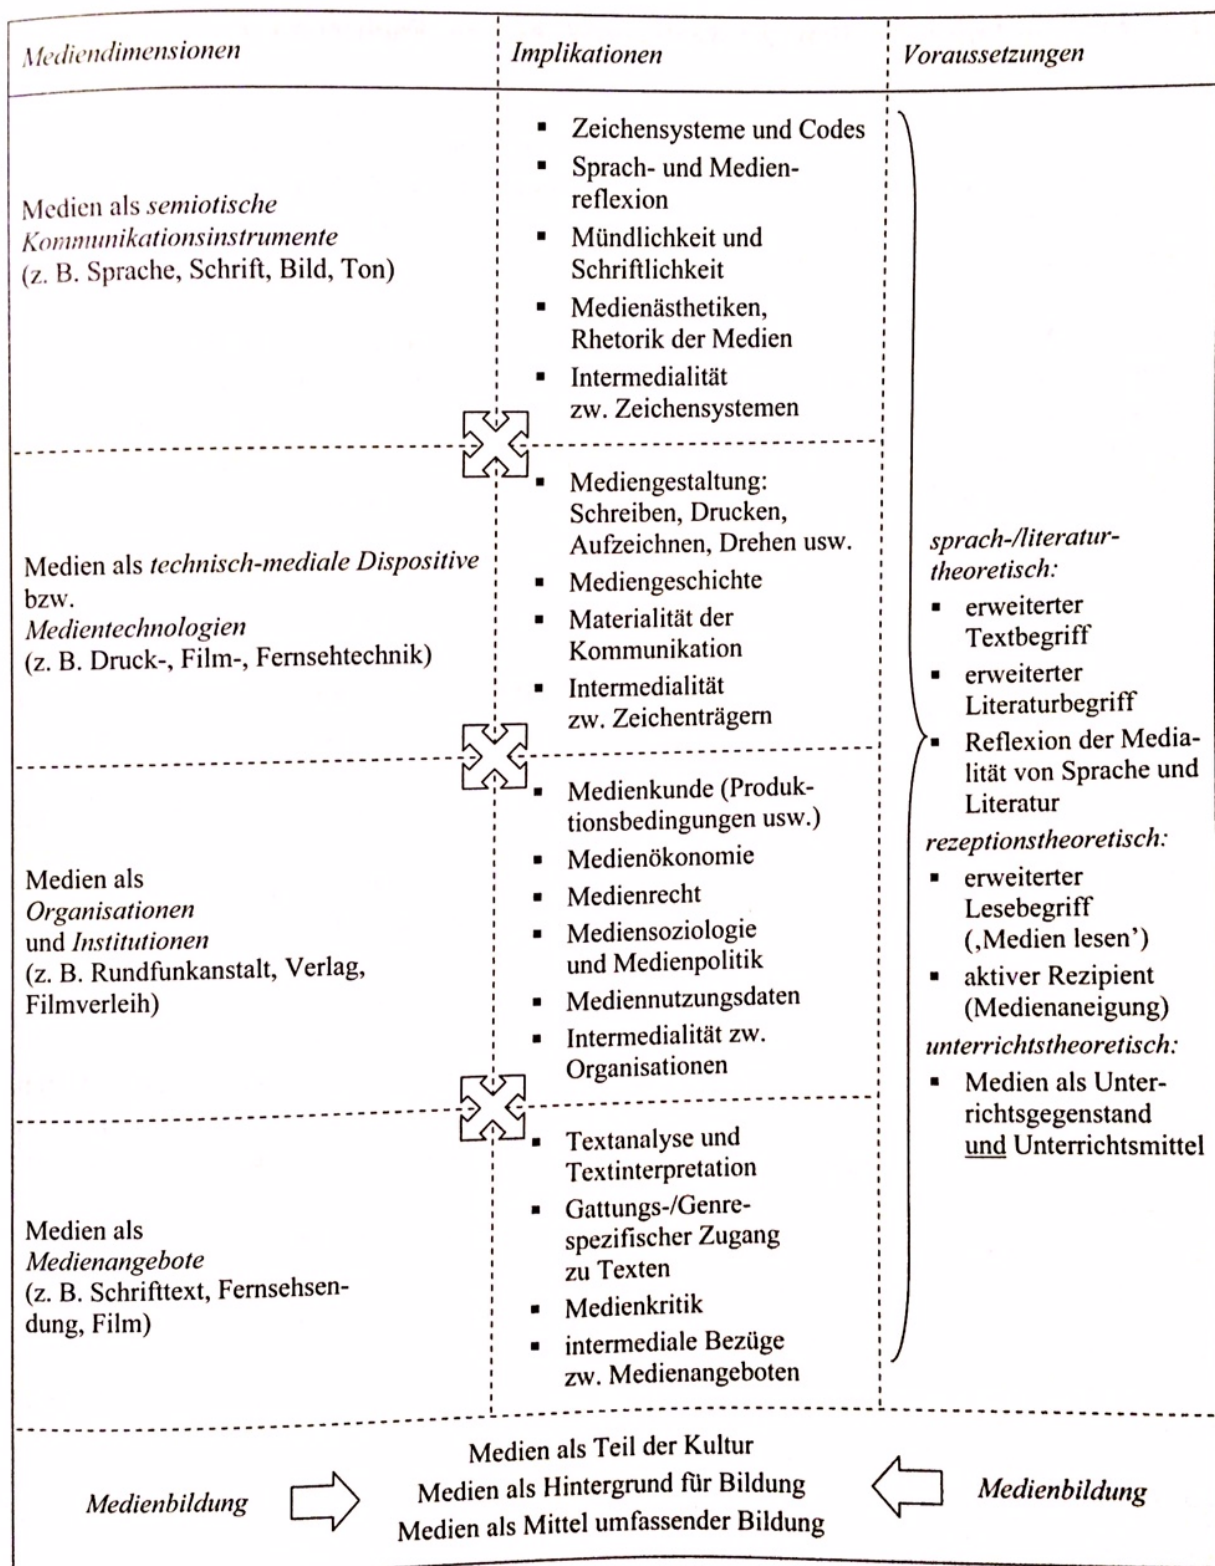 Mediendimensionen
Implikationen
Voraussetzungen
Medien als semiotische
Kommunikationsinstrumente
(z. B. Sprache, Schrift, Bild, Ton)
▪ Zeichensysteme und Codes
▪ Sprach- und Medien-
reflexion
▪ Mündlichkeit und
Schriftlichkeit
▪ Medienästhetiken,
Rhetorik der Medien
▪ Intermedialität
zw. Zeichensystemen
Medien als technisch-mediale Dispositive
bzw.
Medientechnologien
(z. B. Druck-, Film-, Fernsehtechnik)
▪ Mediengestaltung:
Schreiben, Drucken,
Aufzeichnen, Drehen usw.
▪ Mediengeschichte
▪ Materialität der
Kommunikation
▪ Intermedialität
zw. Zeichenträgern
Medien als
Organisationen
und Institutionen
(z. B. Rundfunkanstalt, Verlag,
Filmverleih)
▪ Medienkunde (Produk-
tionsbedingungen usw.)
▪ Medienökonomie
▪ Medienrecht
▪ Mediensoziologie
und Medienpolitik
▪ Mediennutzungsdaten
▪ Intermedialität zw.
Organisationen
Medien als
Medienangebote
(z. B. Schrifttext, Fernsehsen-
dung, Film)
▪ Textanalyse und
Textinterpretation
▪ Gattungs-/Genre-
spezifischer Zugang
zu Texten
▪ Medienkritik
▪ intermediale Bezüge
zw. Medienangeboten
sprach-/literatur-
theoretisch:
▪ erweiterter
Textbegriff
▪ erweiterter
Literaturbegriff
▪ Reflexion der Media-
lität von Sprache und
Literatur
rezeptionstheoretisch:
▪ erweiterter
Lesebegriff
(‚Medien lesen’)
▪ aktiver Rezipient
(Medienaneigung)
unterrichtstheoretisch:
▪ Medien als Unter-
richtsgegenstand
und Unterrichtsmittel
Medienbildung
Medien als Teil der Kultur
Medien als Hintergrund für Bildung
Medien als Mittel umfassender Bildung
Medienbildung